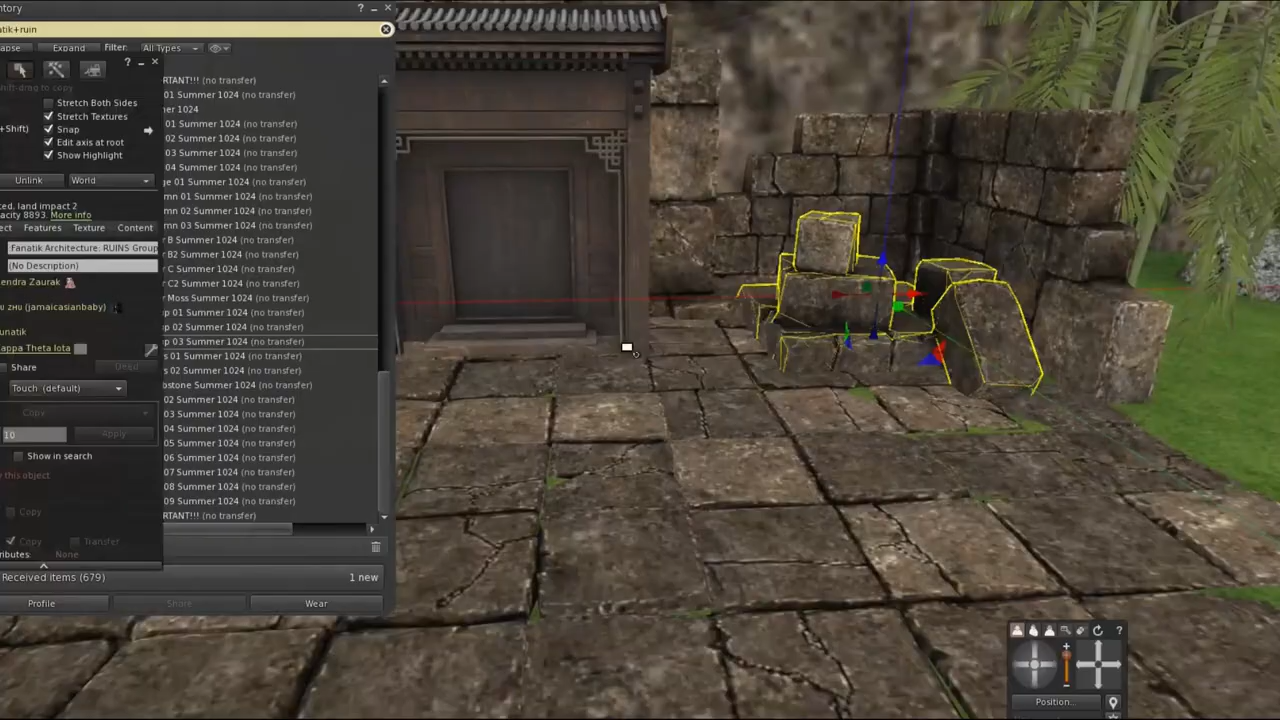 ntory
? _ ×
atik+ruin
apse
Expand
Filter:
All Types
RTANT!!! (no transfer)
? _ ×
01 Summer 1024 (no transfer)
shift-drag to copy
Stretch Both Sides
er 1024
Stretch Textures
01 Summer 1024 (no transfer)
+Shift)
Snap
02 Summer 1024 (no transfer)
Edit axis at root
03 Summer 1024 (no transfer)
Show Highlight
04 Summer 1024 (no transfer)
Unlink
World
ge 01 Summer 1024 (no transfer)
mn 01 Summer 1024 (no transfer)
ted, land impact 2
mn 02 Summer 1024 (no transfer)
acity 8893. More info
mn 03 Summer 1024 (no transfer)
ect
Features
Texture
Content
r B Summer 1024 (no transfer)
Fanatik Architecture: RUINS Group
r B2 Summer 1024 (no transfer)
(No Description)
r C Summer 1024 (no transfer)
endra Zaurak
r C2 Summer 1024 (no transfer)
r Moss Summer 1024 (no transfer)
u zhu (jamaicasianbaby)
p 01 Summer 1024 (no transfer)
p 02 Summer 1024 (no transfer)
unatik
p 03 Summer 1024 (no transfer)
appa Theta Iota
s 01 Summer 1024 (no transfer)
Share
Deed
s 02 Summer 1024 (no transfer)
Touch (default)
bstone Summer 1024 (no transfer)
02 Summer 1024 (no transfer)
Copy
03 Summer 1024 (no transfer)
04 Summer 1024 (no transfer)
10
Apply
05 Summer 1024 (no transfer)
Show in search
06 Summer 1024 (no transfer)
this object
07 Summer 1024 (no transfer)
08 Summer 1024 (no transfer)
09 Summer 1024 (no transfer)
Copy
RTANT!!! (no transfer)
Copy
Transfer
ributes:
None
Received items (679)
1 new
Profile
Share
Wear
?
+
-
Position...